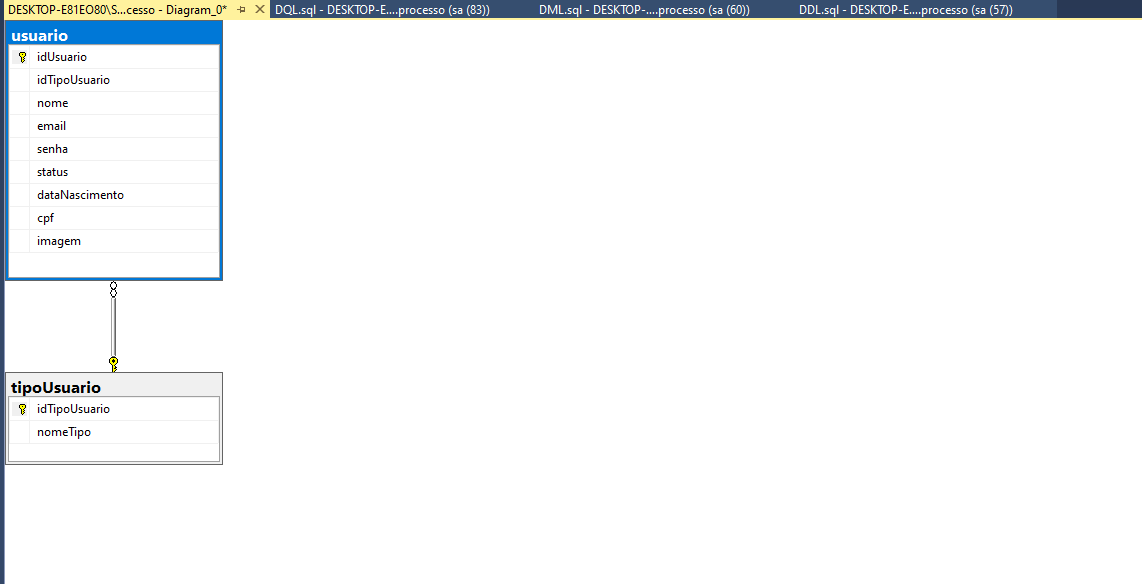 DESKTOP-E81EO80\S...cesso - Diagram_0* DQL.sql - DESKTOP-E....processo (sa (83)) DML.sql - DESKTOP-....processo (sa (60)) DDL.sql - DESKTOP-E....processo (sa (57))
usuario
idUsuario
idTipoUsuario
nome
email
senha
status
dataNascimento
cpf
imagem
tipoUsuario
idTipoUsuario
nomeTipo